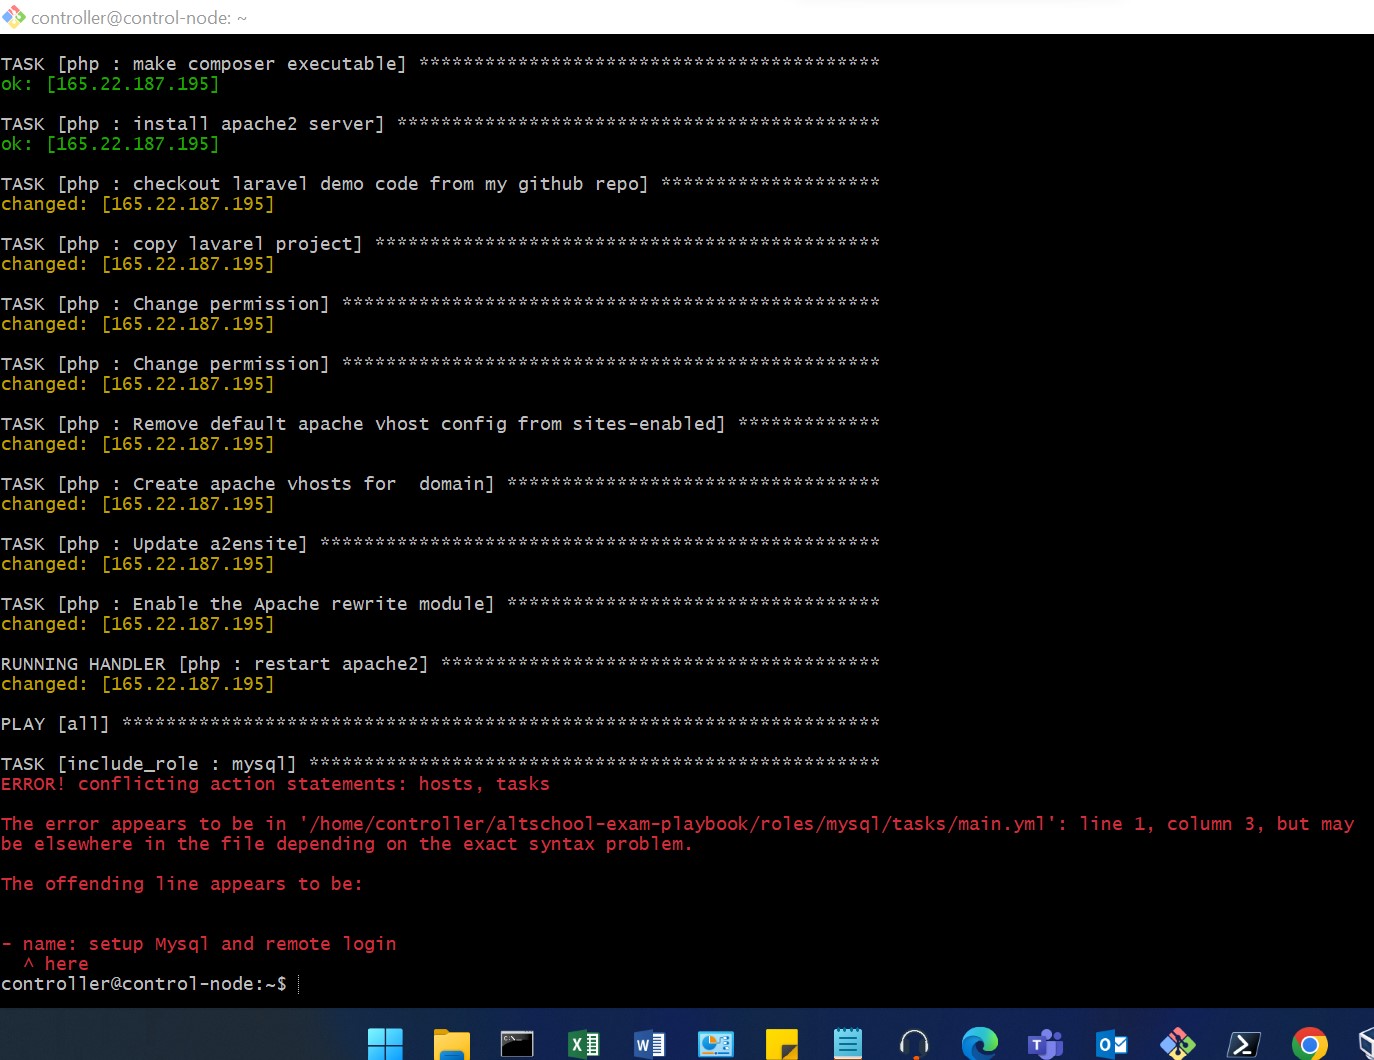 controller@control-node: ~
TASK [php : make composer executable] ******************************************
ok: [165.22.187.195]
TASK [php : install apache2 server] ********************************************
ok: [165.22.187.195]
TASK [php : checkout laravel demo code from my github repo] ********************
changed: [165.22.187.195]
TASK [php : copy lavarel project] **********************************************
changed: [165.22.187.195]
TASK [php : Change permission] *************************************************
changed: [165.22.187.195]
TASK [php : Change permission] *************************************************
changed: [165.22.187.195]
TASK [php : Remove default apache vhost config from sites-enabled] *************
changed: [165.22.187.195]
TASK [php : Create apache vhosts for  domain] **********************************
changed: [165.22.187.195]
TASK [php : Update a2ensite] ***************************************************
changed: [165.22.187.195]
TASK [php : Enable the Apache rewrite module] **********************************
changed: [165.22.187.195]
RUNNING HANDLER [php : restart apache2] ****************************************
changed: [165.22.187.195]
PLAY [all] *********************************************************************
TASK [include_role : mysql] ****************************************************
ERROR! conflicting action statements: hosts, tasks
The error appears to be in '/home/controller/altschool-exam-playbook/roles/mysql/tasks/main.yml': line 1, column 3, but may
be elsewhere in the file depending on the exact syntax problem.
The offending line appears to be:
- name: setup Mysql and remote login
^ here
controller@control-node:~$